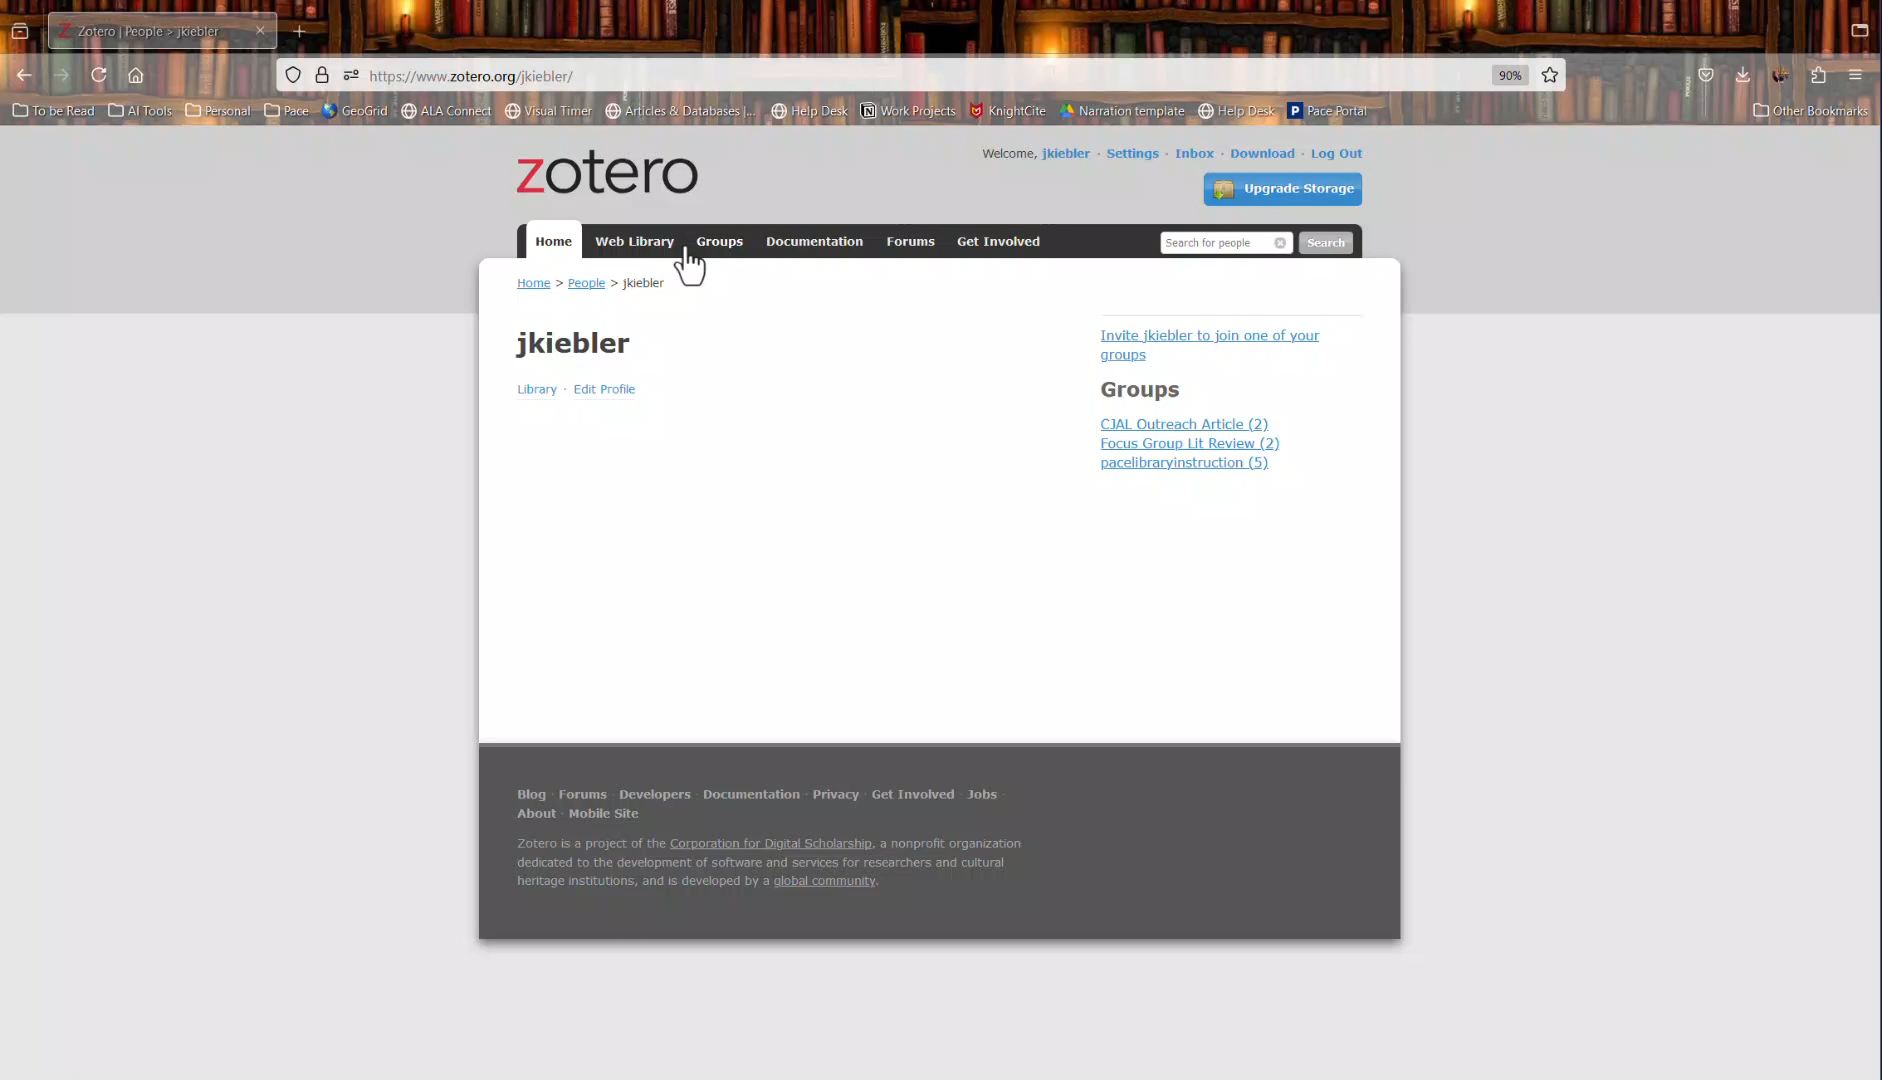 Zotero | People > jkiebler
https://www.zotero.org/jkiebler/
90%
To be Read
AI Tools
Personal
Pace
GeoGrid
ALA Connect
Visual Timer
Articles & Databases |...
Help Desk
Work Projects
KnightCite
Narration template
Help Desk
Pace Portal
Other Bookmarks
zotero
Welcome, jkiebler · Settings · Inbox · Download · Log Out
Upgrade Storage
Home
Web Library
Groups
Documentation
Forums
Get Involved
Search for people
Search
Home > People > jkiebler
jkiebler
Library · Edit Profile
Invite jkiebler to join one of your
groups
Groups
CJAL Outreach Article (2)
Focus Group Lit Review (2)
pacelibraryinstruction (5)
Blog · Forums · Developers · Documentation · Privacy · Get Involved · Jobs ·
About · Mobile Site
Zotero is a project of the Corporation for Digital Scholarship, a nonprofit organization
dedicated to the development of software and services for researchers and cultural
heritage institutions, and is developed by a global community.